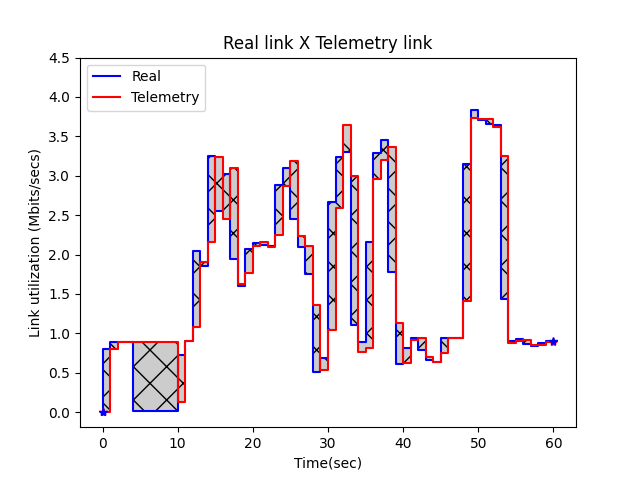 Real link X Telemetry link
Real
Telemetry
4.5
4.0
3.5
3.0
2.5
2.0
1.5
1.0
0.5
0.0
Link utilization (Mbits/secs)
0 10 20 30 40 50 60
Time(sec)